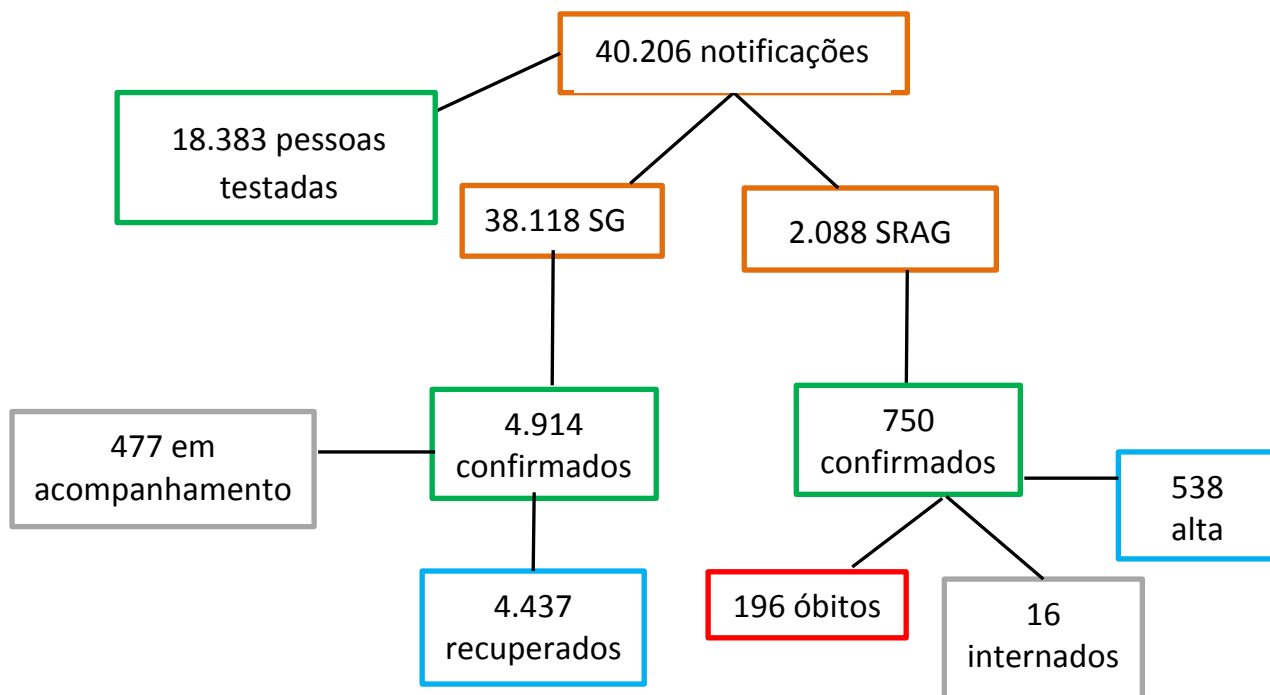 40.206 notificações
18.383 pessoas
testadas
38.118 SG
2.088 SRAG
477 em
acompanhamento
4.914
confirmados
750
confirmados
538
alta
4.437
recuperados
196 óbitos
16
internados